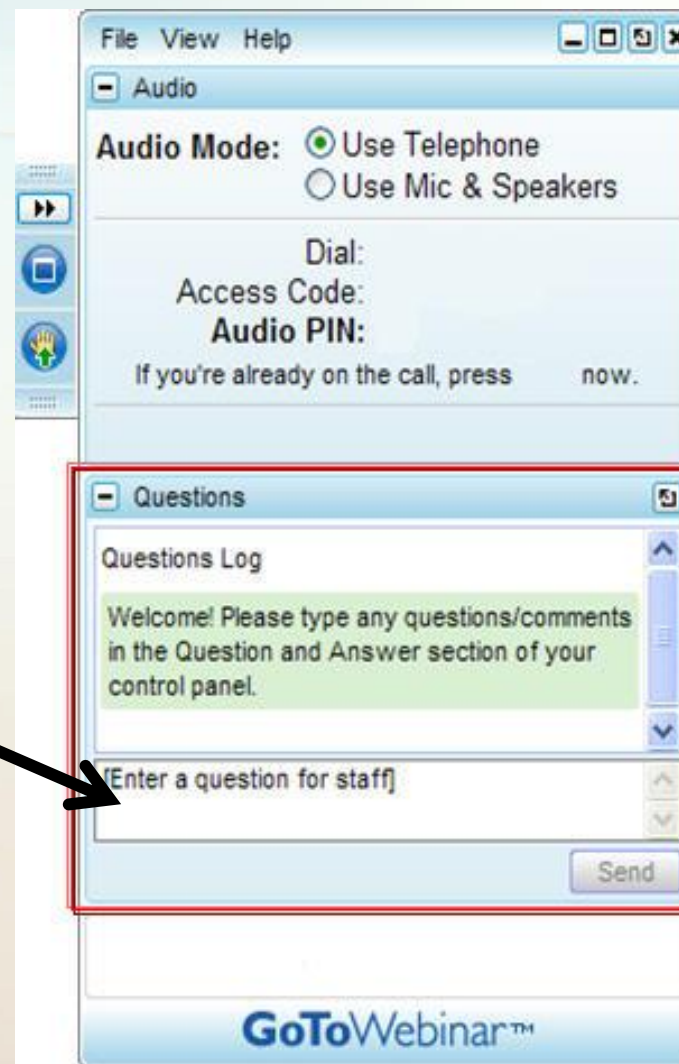 File View Help
Audio
Audio Mode: Use Telephone
Use Mic & Speakers
Dial:
Access Code:
Audio PIN:
If you're already on the call, press now.
Questions
Questions Log
Welcome! Please type any questions/comments
in the Question and Answer section of your
control panel.
[Enter a question for staff]
Send
GoToWebinar™